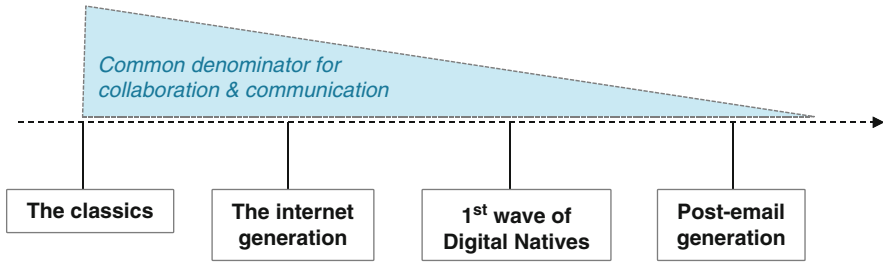 Common denominator for
collaboration & communication
The classics
The internet
generation
1st wave of
Digital Natives
Post-email
generation